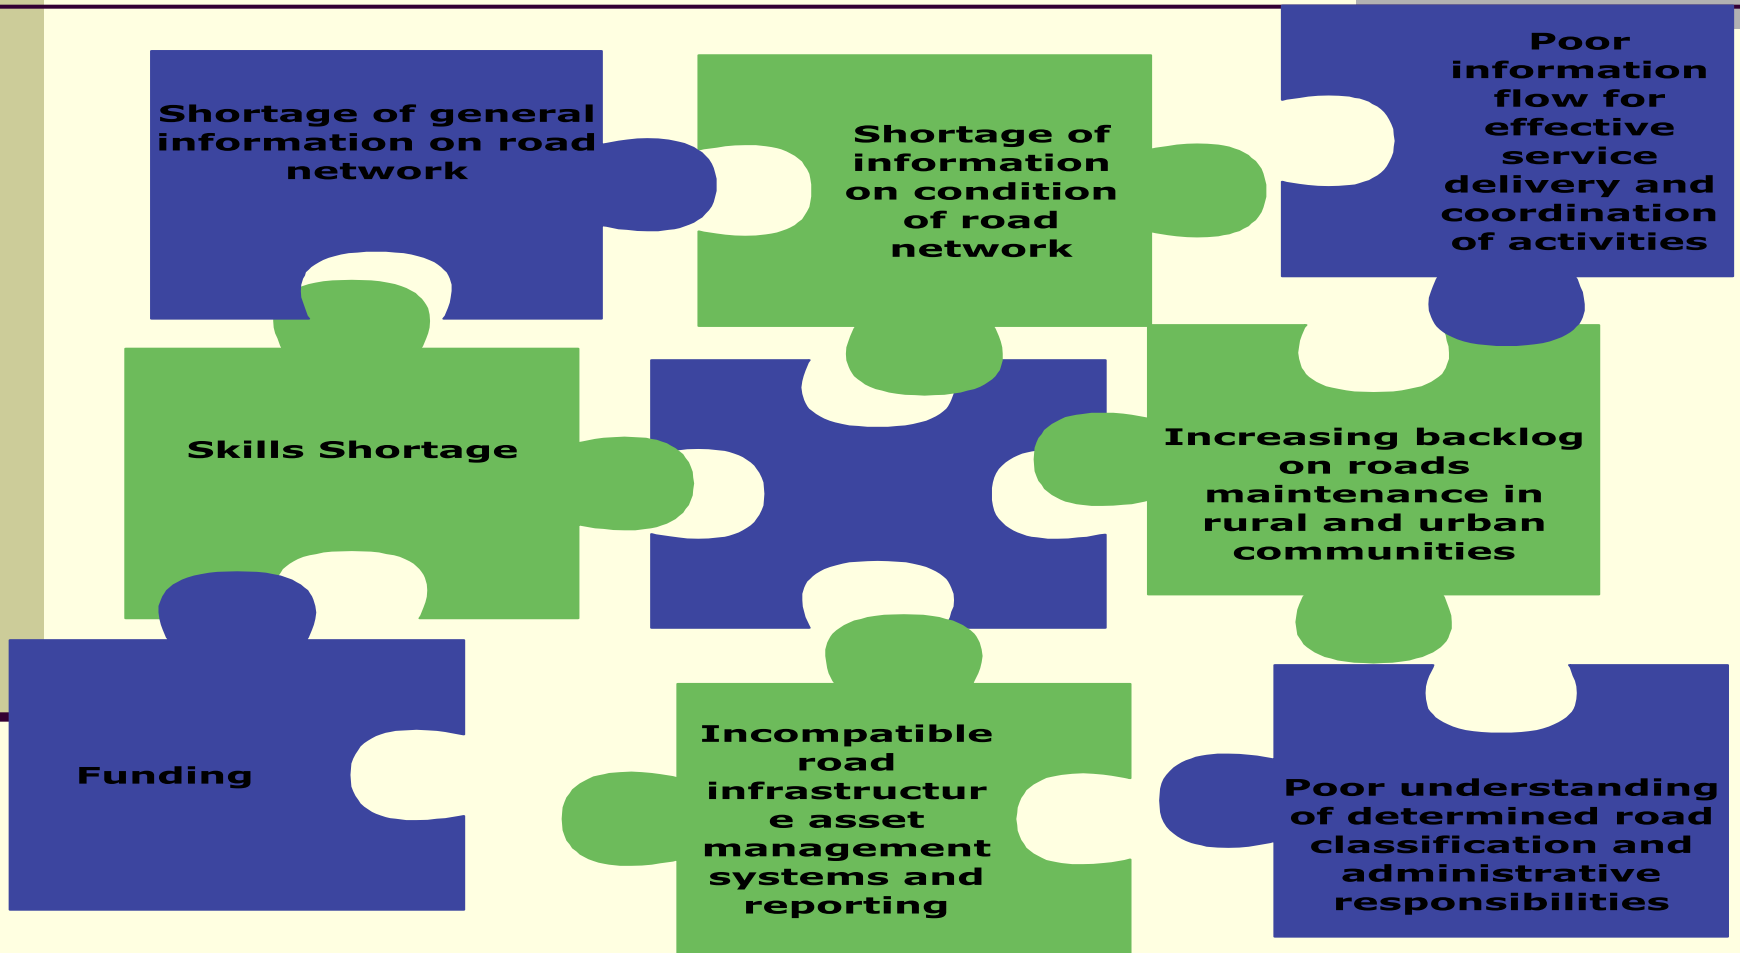 Shortage of general
information on road
network
Shortage of
information
on condition
of road
network
Poor
information
flow for
effective
service
delivery and
coordination
of activities
Skills Shortage
Increasing backlog
on roads
maintenance in
rural and urban
communities
Funding
Incompatible
road
infrastructur
e asset
management
systems and
reporting
Poor understanding
of determined road
classification and
administrative
responsibilities